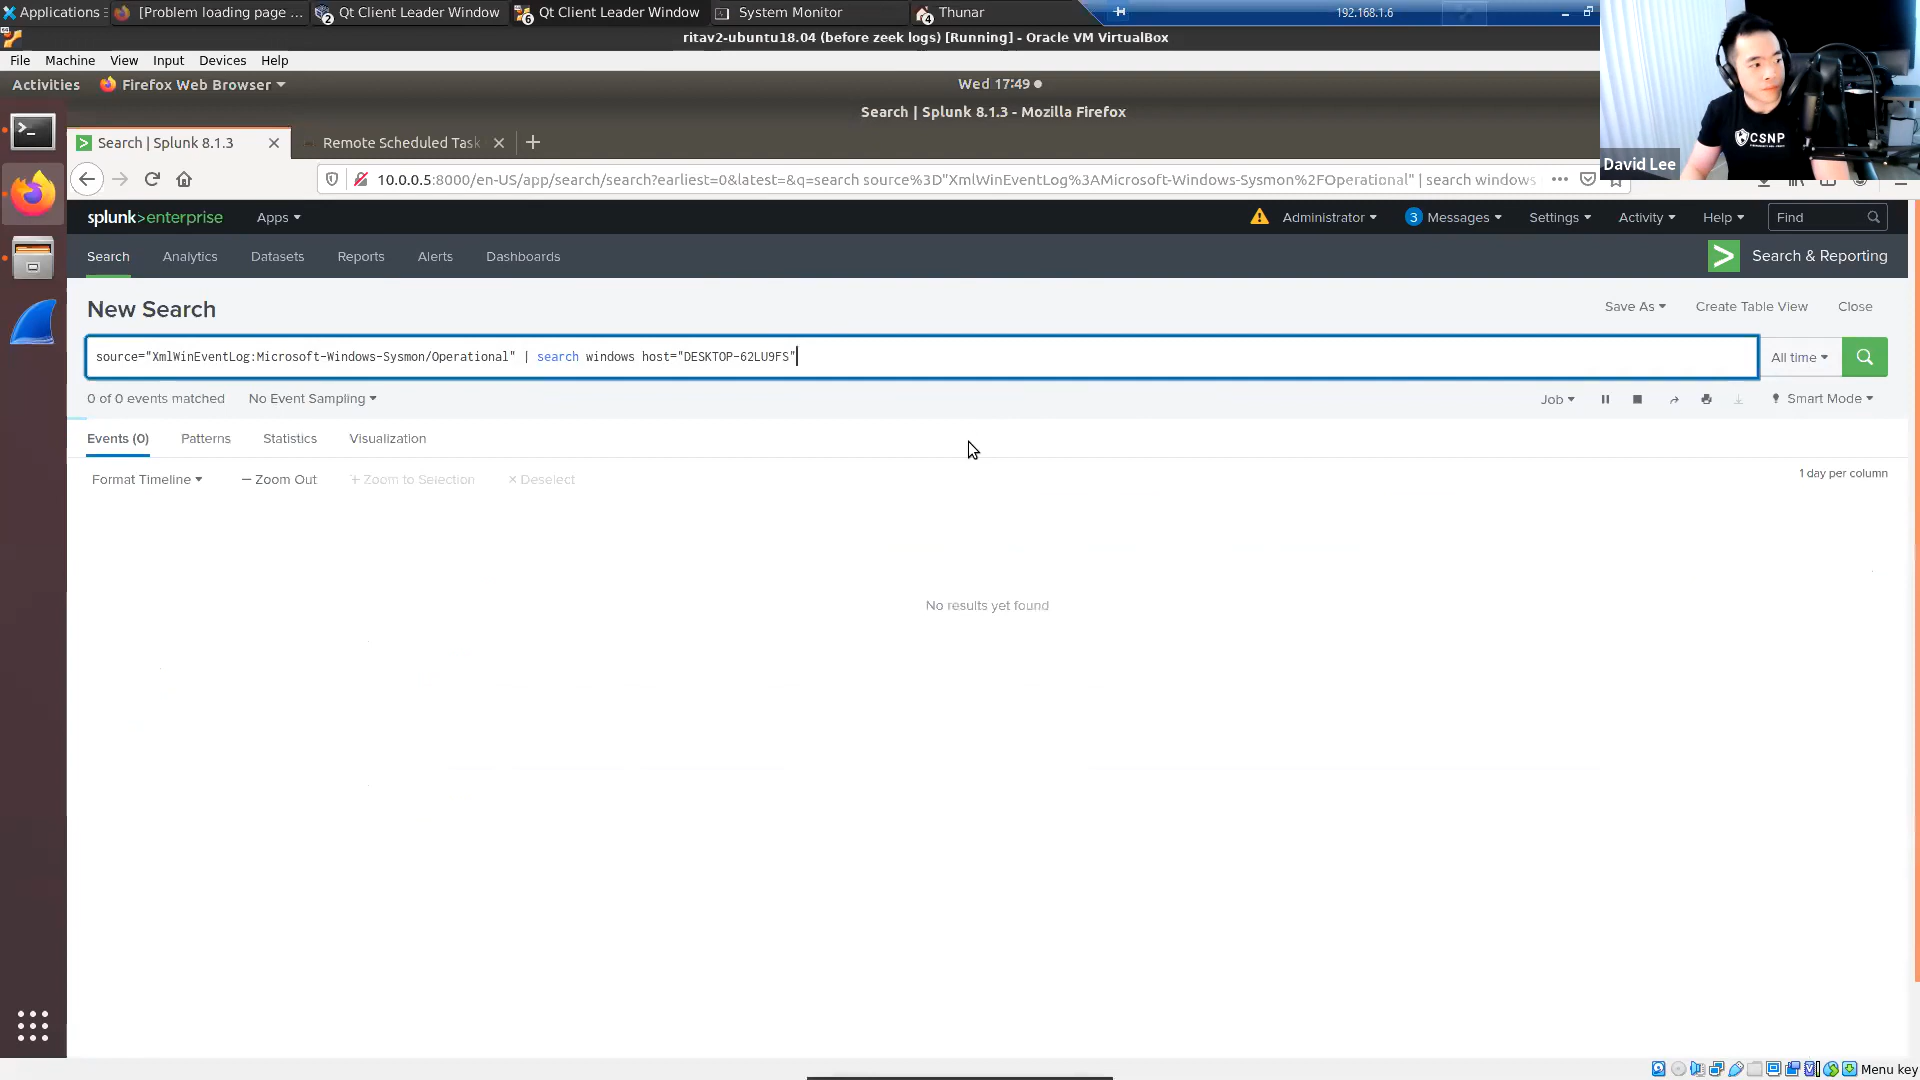 Applications
[Problem loading page ...
2
Qt Client Leader Window
6
Qt Client Leader Window
System Monitor
4
Thunar
192.168.1.6
ritav2-ubuntu18.04 (before zeek logs) [Running] - Oracle VM VirtualBox
File Machine View Input Devices Help
Activities Firefox Web Browser
Wed 17:49
Search | Splunk 8.1.3 - Mozilla Firefox
CSNP
David Lee
Search | Splunk 8.1.3
Remote Scheduled Task
10.0.0.5:8000/en-US/app/search/search?earliest=0&latest=&q=search source%3D"XmlWinEventLog%3AMicrosoft-Windows-Sysmon%2FOperational" | search windows
splunk>enterprise Apps
Administrator 3 Messages Settings Activity Help Find
Search Analytics Datasets Reports Alerts Dashboards
> Search & Reporting
New Search
Save As Create Table View Close
source="XmlWinEventLog:Microsoft-Windows-Sysmon/Operational" | search windows host="DESKTOP-62LU9FS"
All time
0 of 0 events matched No Event Sampling
Job Smart Mode
Events (0) Patterns Statistics Visualization
Format Timeline — Zoom Out + Zoom to Selection × Deselect
1 day per column
No results yet found
Menu key